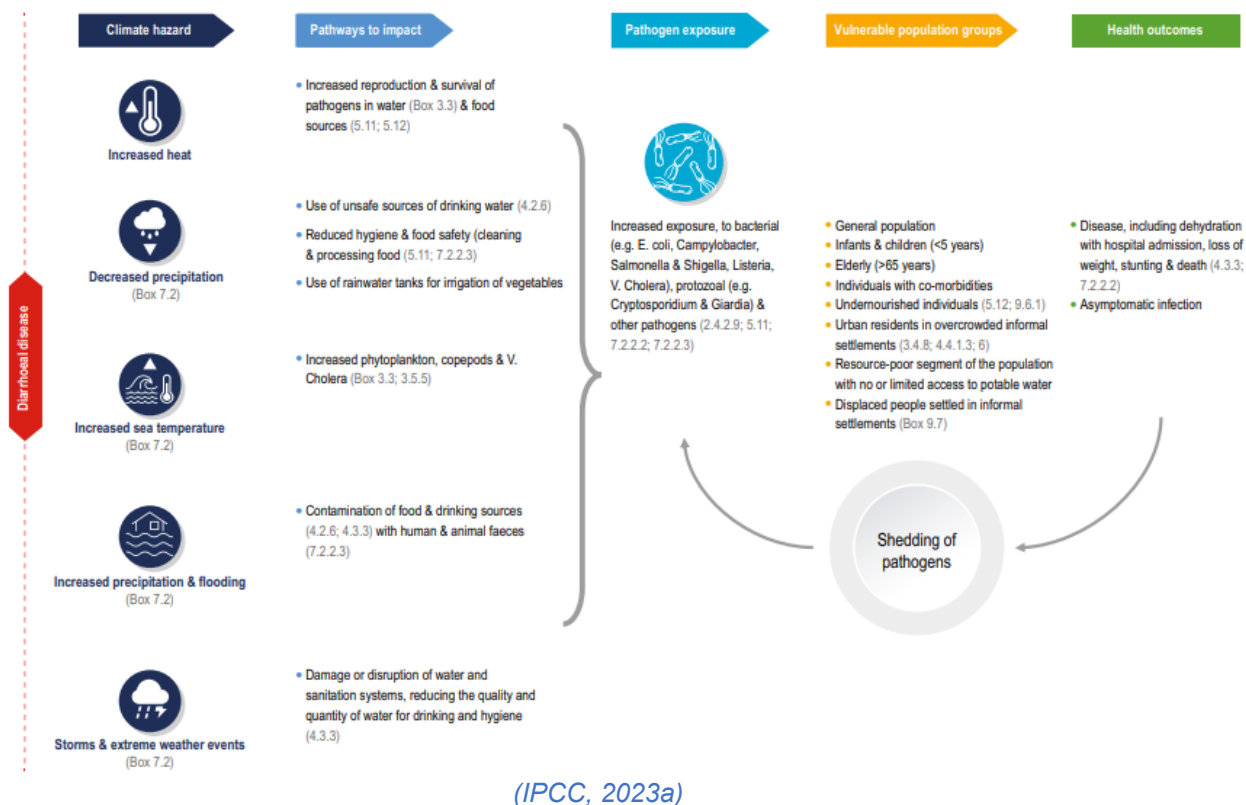 Climate hazard
Pathways to impact
Pathogen exposure
Vulnerable population groups
Health outcomes
Diarrhoeal disease
Increased heat
• Increased reproduction & survival of
pathogens in water (Box 3.3) & food
sources (5.11; 5.12)
Decreased precipitation
(Box 7.2)
• Use of unsafe sources of drinking water (4.2.6)
• Reduced hygiene & food safety (cleaning
& processing food (5.11; 7.2.2.3)
• Use of rainwater tanks for irrigation of vegetables
Increased sea temperature
(Box 7.2)
• Increased phytoplankton, copepods & V.
Cholera (Box 3.3; 3.5.5)
Increased precipitation & flooding
(Box 7.2)
• Contamination of food & drinking sources
(4.2.6; 4.3.3) with human & animal faeces
(7.2.2.3)
Storms & extreme weather events
(Box 7.2)
• Damage or disruption of water and
sanitation systems, reducing the quality and
quantity of water for drinking and hygiene
(4.3.3)
Increased exposure, to bacterial
(e.g. E. coli, Campylobacter,
Salmonella & Shigella, Listeria,
V. Cholera), protozoal (e.g.
Cryptosporidium & Giardia) &
other pathogens (2.4.2.9; 5.11;
7.2.2.2; 7.2.2.3)
• General population
• Infants & children (<5 years)
• Elderly (>65 years)
• Individuals with co-morbidities
• Undernourished individuals (5.12; 9.6.1)
• Urban residents in overcrowded informal
settlements (3.4.8; 4.4.1.3; 6)
• Resource-poor segment of the population
with no or limited access to potable water
• Displaced people settled in informal
settlements (Box 9.7)
• Disease, including dehydration
with hospital admission, loss of
weight, stunting & death (4.3.3;
7.2.2.2)
• Asymptomatic infection
Shedding of
pathogens
(IPCC, 2023a)